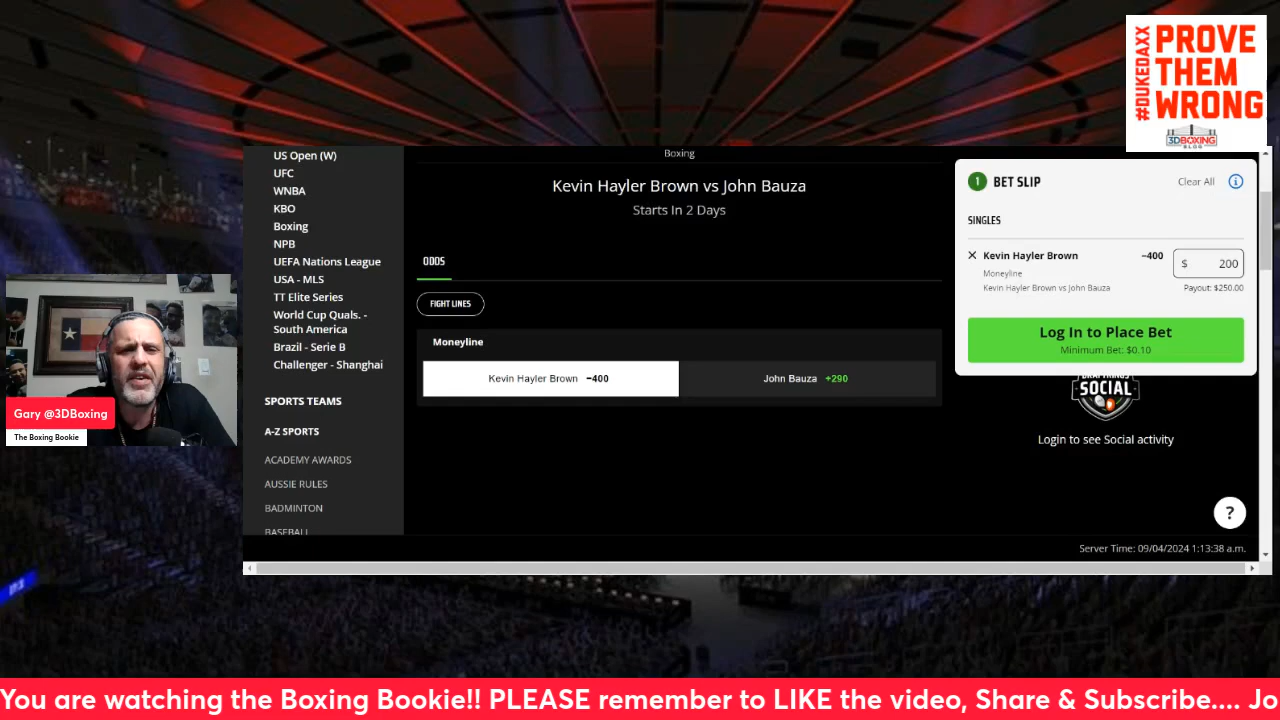 #DUKEDAXX
PROVE
THEM
WRONG
3DBOXING
BLOG
US Open (W)
UFC
WNBA
KBO
Boxing
NPB
UEFA Nations League
USA - MLS
TT Elite Series
World Cup Quals. -
South America
Brazil - Serie B
Challenger - Shanghai
SPORTS TEAMS
A-Z SPORTS
ACADEMY AWARDS
AUSSIE RULES
BADMINTON
BASEBALL
Boxing
Kevin Hayler Brown vs John Bauza
Starts In 2 Days
ODDS
FIGHT LINES
Moneyline
Kevin Hayler Brown −400
John Bauza +290
1 BET SLIP
Clear All
SINGLES
Kevin Hayler Brown −400
$ 200
Moneyline
Kevin Hayler Brown vs John Bauza
Payout: $250.00
Log In to Place Bet
Minimum Bet: $0.10
SOCIAL
Login to see Social activity
?
Server Time: 09/04/2024 1:13:38 a.m.
Gary @3DBoxing
The Boxing Bookie
You are watching the Boxing Bookie!! PLEASE remember to LIKE the video, Share & Subscribe.... Jo